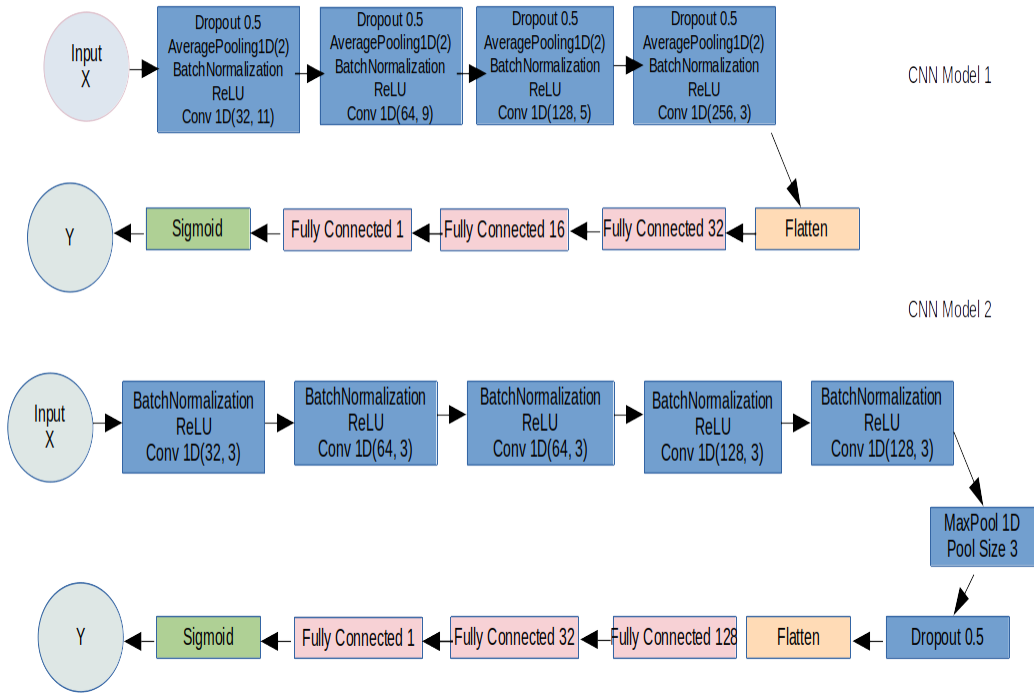 Input
X
Dropout 0.5
AveragePooling1D(2)
BatchNormalization
ReLU
Conv 1D(32, 11)
Dropout 0.5
AveragePooling1D(2)
BatchNormalization
ReLU
Conv 1D(64, 9)
Dropout 0.5
AveragePooling1D(2)
BatchNormalization
ReLU
Conv 1D(128, 5)
Dropout 0.5
AveragePooling1D(2)
BatchNormalization
ReLU
Conv 1D(256, 3)
CNN Model 1
Y
Sigmoid
Fully Connected 1
Fully Connected 16
Fully Connected 32
Flatten
CNN Model 2
Input
X
BatchNormalization
ReLU
Conv 1D(32, 3)
BatchNormalization
ReLU
Conv 1D(64, 3)
BatchNormalization
ReLU
Conv 1D(64, 3)
BatchNormalization
ReLU
Conv 1D(128, 3)
BatchNormalization
ReLU
Conv 1D(128, 3)
MaxPool 1D
Pool Size 3
Y
Sigmoid
Fully Connected 1
Fully Connected 32
Fully Connected 128
Flatten
Dropout 0.5